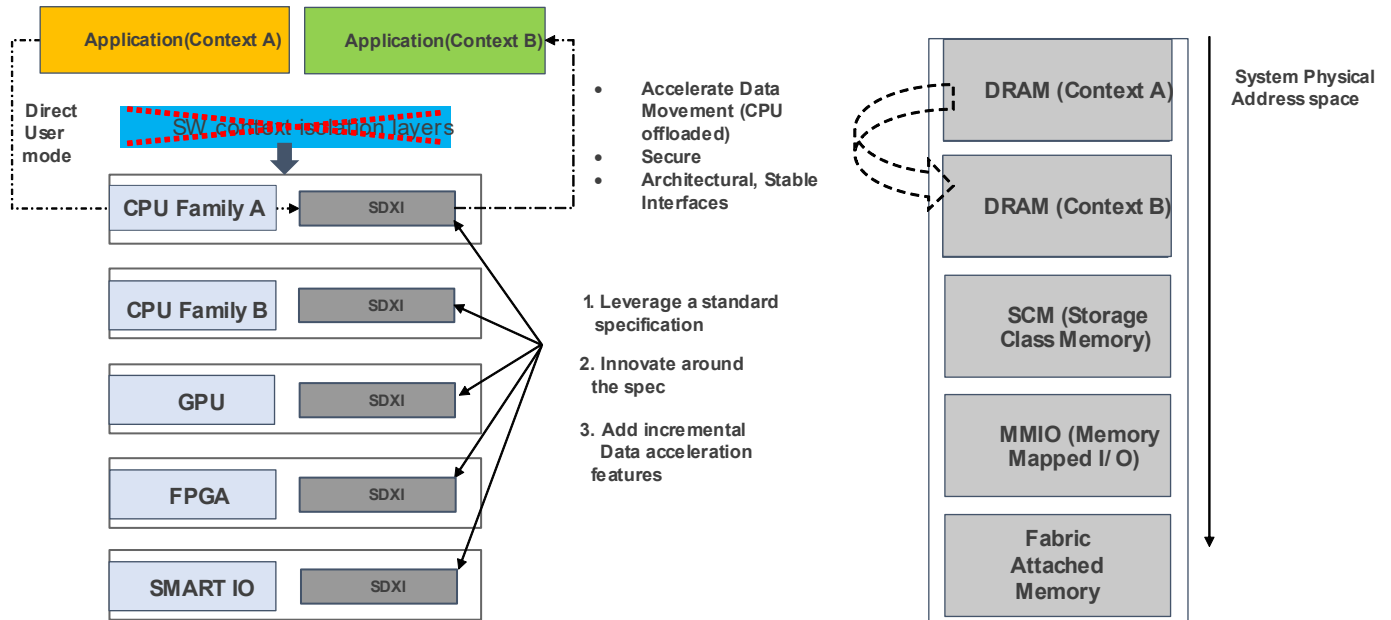 Application(Context A)
Application(Context B)
Direct
User
mode
SW context isolation layers
CPU Family A
SDXI
CPU Family B
SDXI
GPU
SDXI
FPGA
SDXI
SMART IO
SDXI
• Accelerate Data
Movement (CPU
offloaded)
• Secure
• Architectural, Stable
Interfaces
1. Leverage a standard
specification
2. Innovate around
the spec
3. Add incremental
Data acceleration
features
DRAM (Context A)
DRAM (Context B)
SCM (Storage
Class Memory)
MMIO (Memory
Mapped I/ O)
Fabric
Attached
Memory
System Physical
Address space